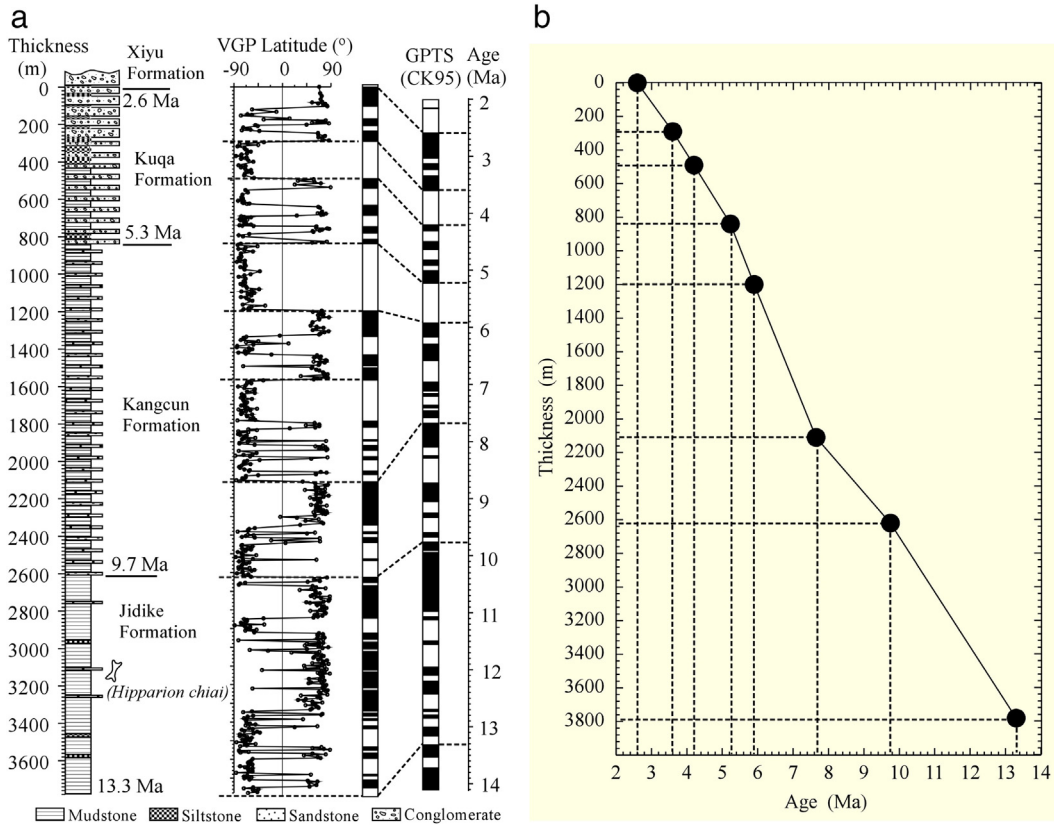 a
Thickness
(m)
Xiyu
Formation
VGP Latitude (º)
-90 0 90
GPTS
(CK95)
Age
(Ma)
0
200
400
600
800
1000
1200
1400
1600
1800
2000
2200
2400
2600
2800
3000
3200
3400
3600
2.6 Ma
Kuqa
Formation
5.3 Ma
Kangcun
Formation
9.7 Ma
Jidike
Formation
(Hipparion chiai)
13.3 Ma
2
3
4
5
6
7
8
9
10
11
12
13
14
Mudstone Siltstone Sandstone Conglomerate
b
Thickness (m)
0
200
400
600
800
1000
1200
1400
1600
1800
2000
2200
2400
2600
2800
3000
3200
3400
3600
3800
2 3 4 5 6 7 8 9 10 11 12 13 14
Age (Ma)